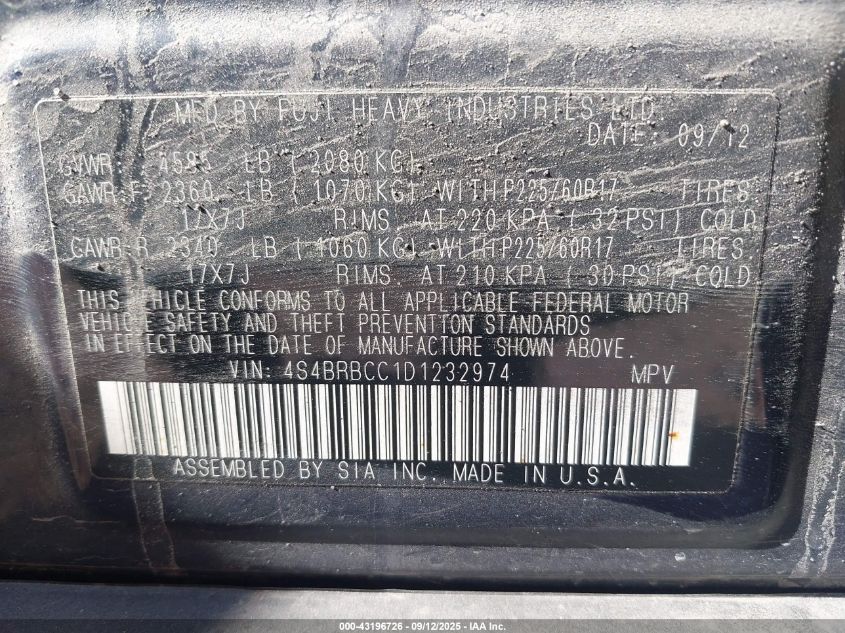 MFD BY FUJI HEAVY INDUSTRIES LTD.
DATE: 09/12
GVWR: 4595 LB ( 2080 KG)
GAWR F: 2360 LB ( 1070 KG) WITH P225/60R17 TIRES
17X7J RIMS AT 220 KPA ( 32 PSI) COLD
GAWR R 2340 LB ( 1060 KG) WITH P225/60R17 TIRES
17X7J RIMS. AT 210 KPA ( 30 PSI) COLD
THIS VEHICLE CONFORMS TO ALL APPLICABLE FEDERAL MOTOR
VEHICLE SAFETY AND THEFT PREVENTION STANDARDS
IN EFFECT ON THE DATE OF MANUFACTURE SHOWN ABOVE.
VIN: 4S4BRBCC1D1232974 MPV
ASSEMBLED BY SIA INC. MADE IN U.S.A.
000-43196726 - 09/12/2025 - IAA Inc.